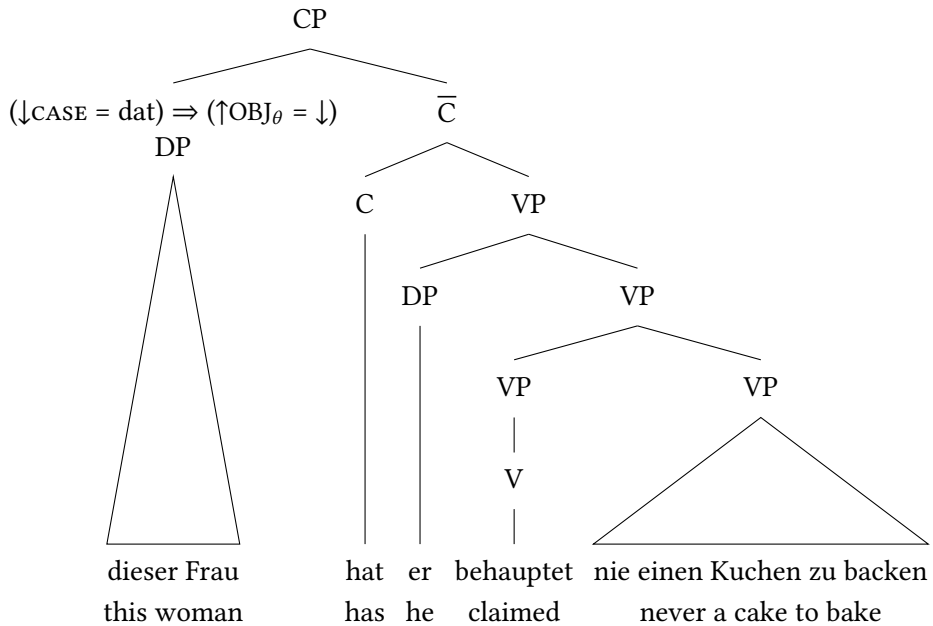 CP
(↓CASE = dat) ⇒ (↑OBJθ = ↓) C̅
DP
C VP
DP VP
VP VP
V
dieser Frau hat er behauptet nie einen Kuchen zu backen
this woman has he claimed never a cake to bake